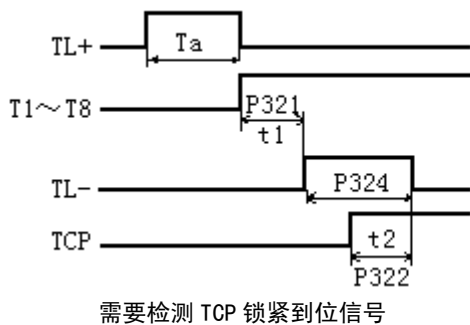 TL+
Ta
T1～T8
P321
t1
TL-
P324
TCP
t2
P322
需要检测 TCP 锁紧到位信号